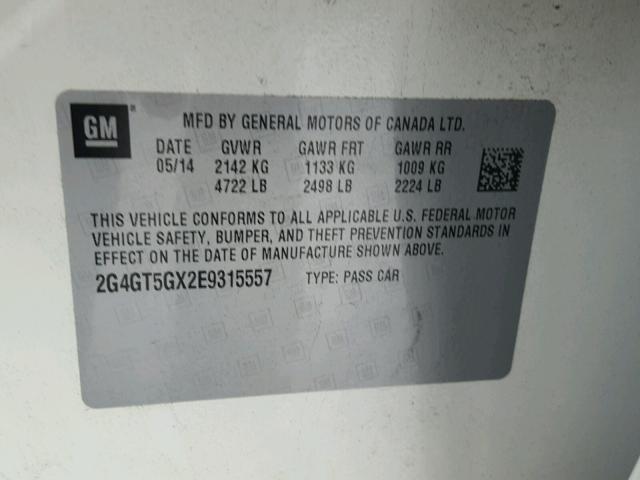 GM
MFD BY GENERAL MOTORS OF CANADA LTD.
DATE GVWR GAWR FRT GAWR RR
05/14 2142 KG 1133 KG 1009 KG
4722 LB 2498 LB 2224 LB
THIS VEHICLE CONFORMS TO ALL APPLICABLE U.S. FEDERAL MOTOR
VEHICLE SAFETY, BUMPER, AND THEFT PREVENTION STANDARDS IN
EFFECT ON THE DATE OF MANUFACTURE SHOWN ABOVE.
2G4GT5GX2E9315557 TYPE: PASS CAR